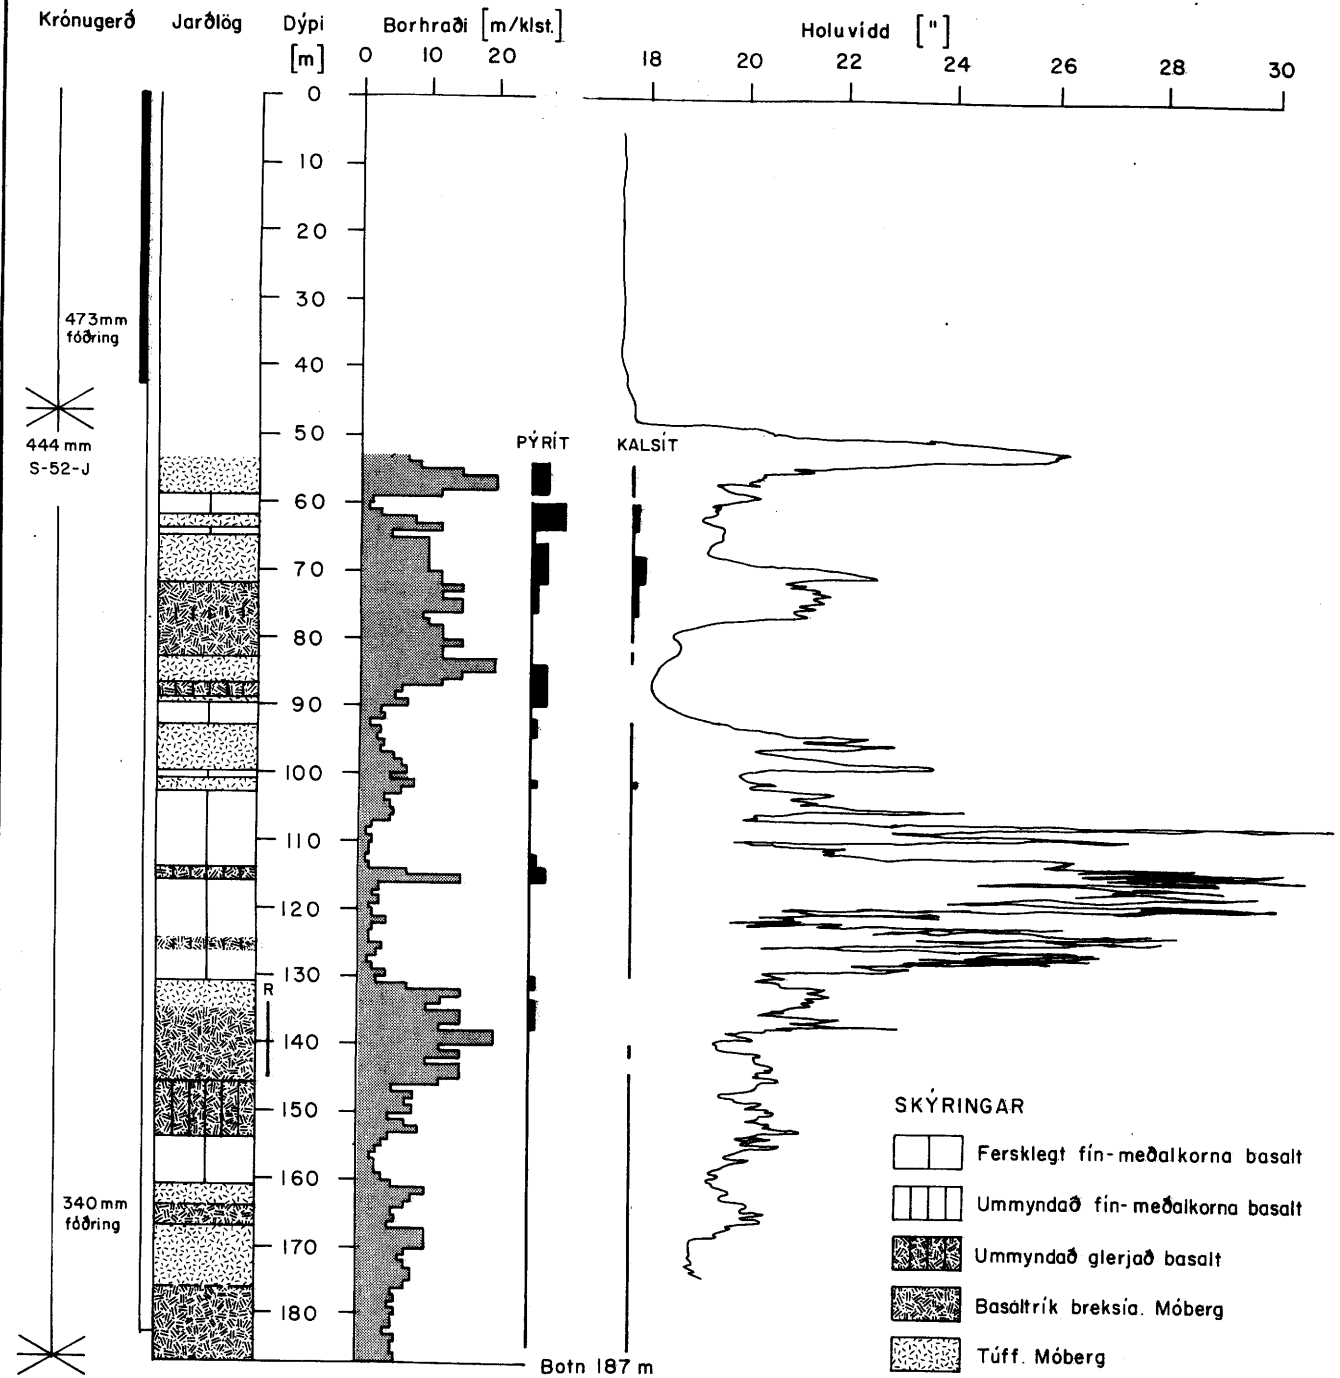 Krónugerð Jarðlög Dýpi Borhraði [m/klst.] Holuvídd ["]
[m] 0 10 20 18 20 22 24 26 28 30
0
10
20
30
473mm
fóðring
40
50
444 mm
S-52-J
PÝRÍT KALSÍT
60
70
80
90
100
110
120
130
R
140
150
160
340mm
fóðring
170
180
Botn 187 m
SKÝRINGAR
Fersklegt fín-meðalkorna basalt
Ummyndað fín-meðalkorna basalt
Ummyndað glerjað basalt
Basaltrík breksía. Móberg
Túff. Móberg